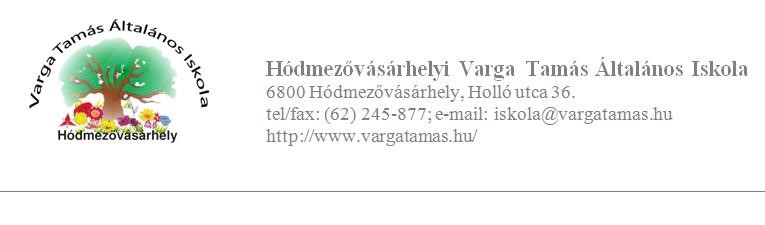 Varga Tamás Általános Iskola
Hódmezővásárhely
Hódmezővásárhelyi Varga Tamás Általános Iskola
6800 Hódmezővásárhely, Holló utca 36.
tel/fax: (62) 245-877; e-mail: iskola@vargatamas.hu
http://www.vargatamas.hu/